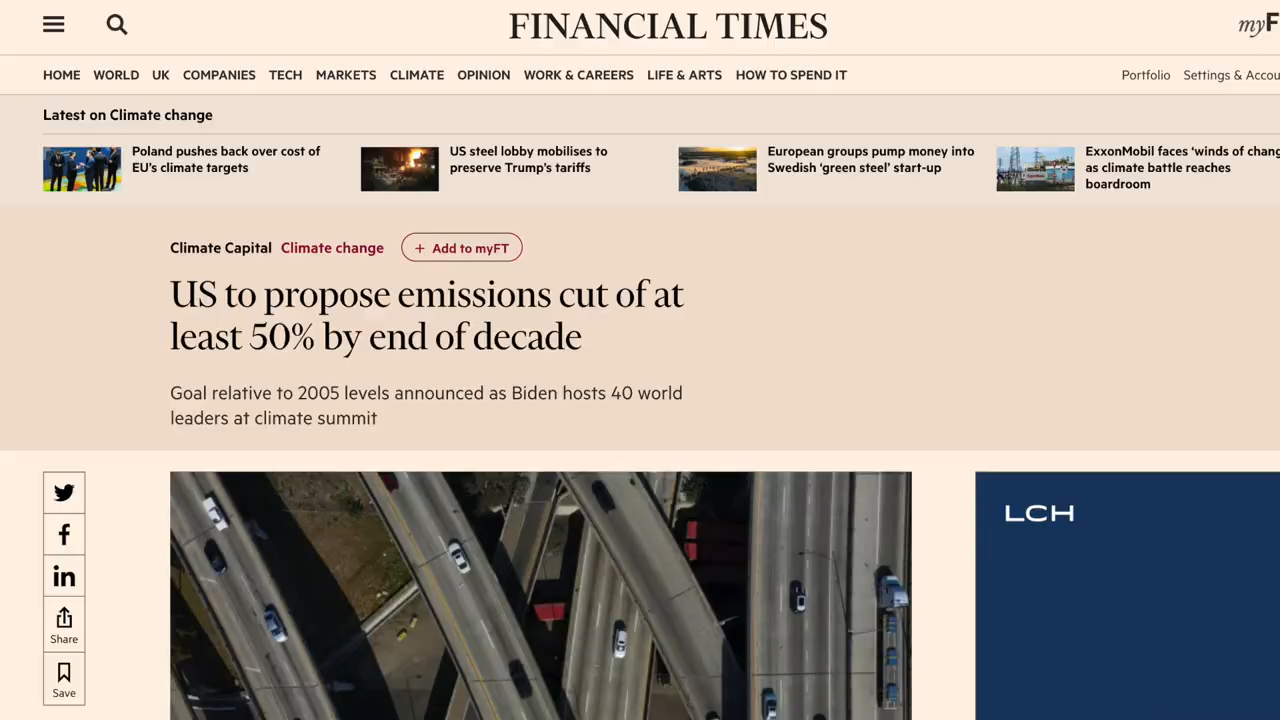 FINANCIAL TIMES
myF
HOME WORLD UK COMPANIES TECH MARKETS CLIMATE OPINION WORK & CAREERS LIFE & ARTS HOW TO SPEND IT
Portfolio Settings & Accou
Latest on Climate change
Poland pushes back over cost of
EU's climate targets
US steel lobby mobilises to
preserve Trump's tariffs
European groups pump money into
Swedish 'green steel' start-up
ExxonMobil faces 'winds of chang
as climate battle reaches
boardroom
Climate Capital Climate change + Add to myFT
US to propose emissions cut of at
least 50% by end of decade
Goal relative to 2005 levels announced as Biden hosts 40 world
leaders at climate summit
in
Share
Save
LCH